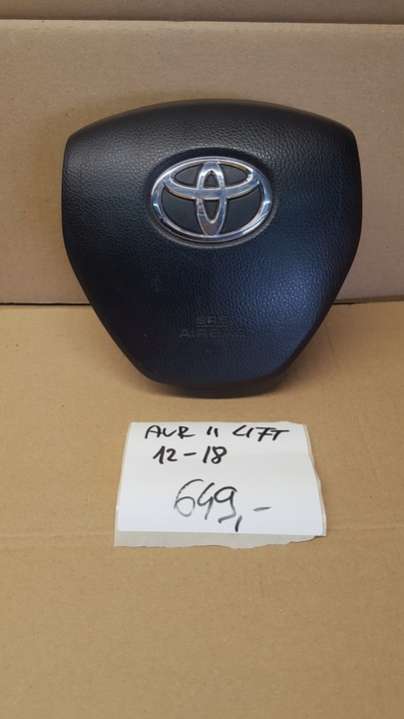 SRS
AIRBAG
AUR II LIFT
12-18
649,-